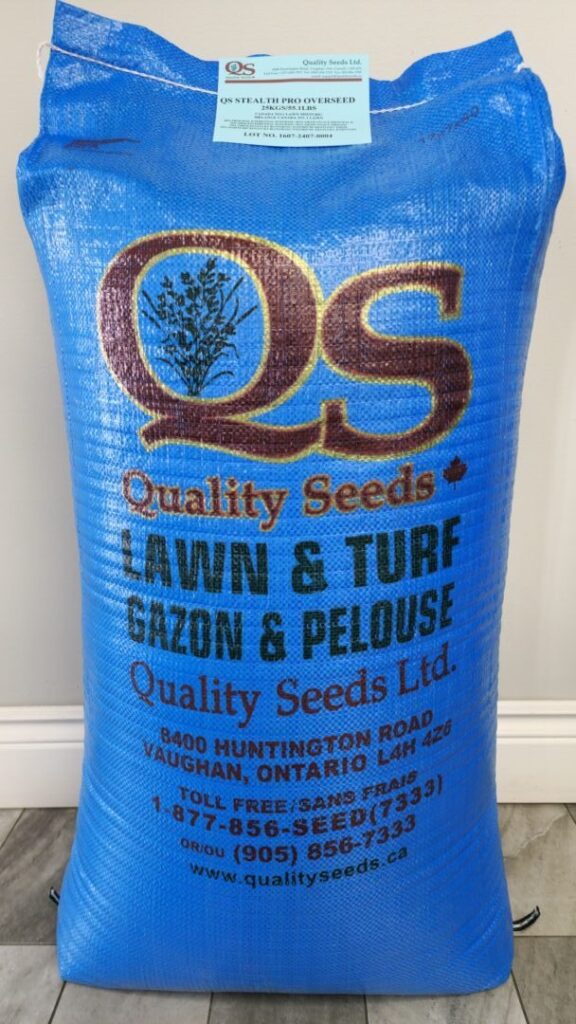 QS
Quality Seeds Ltd.
QS STEALTH PRO OVERSEED
25KGS/55.1LBS
LOT NO. 1607-2407-0004
QS
Quality Seeds
LAWN & TURF
GAZON & PELOUSE
Quality Seeds Ltd.
8400 HUNTINGTON ROAD
VAUGHAN, ONTARIO L4H 4Z6
TOLL FREE/SANS FRAIS
1-877-856-SEED(7333)
OR/OU (905) 856-7333
www.qualityseeds.ca